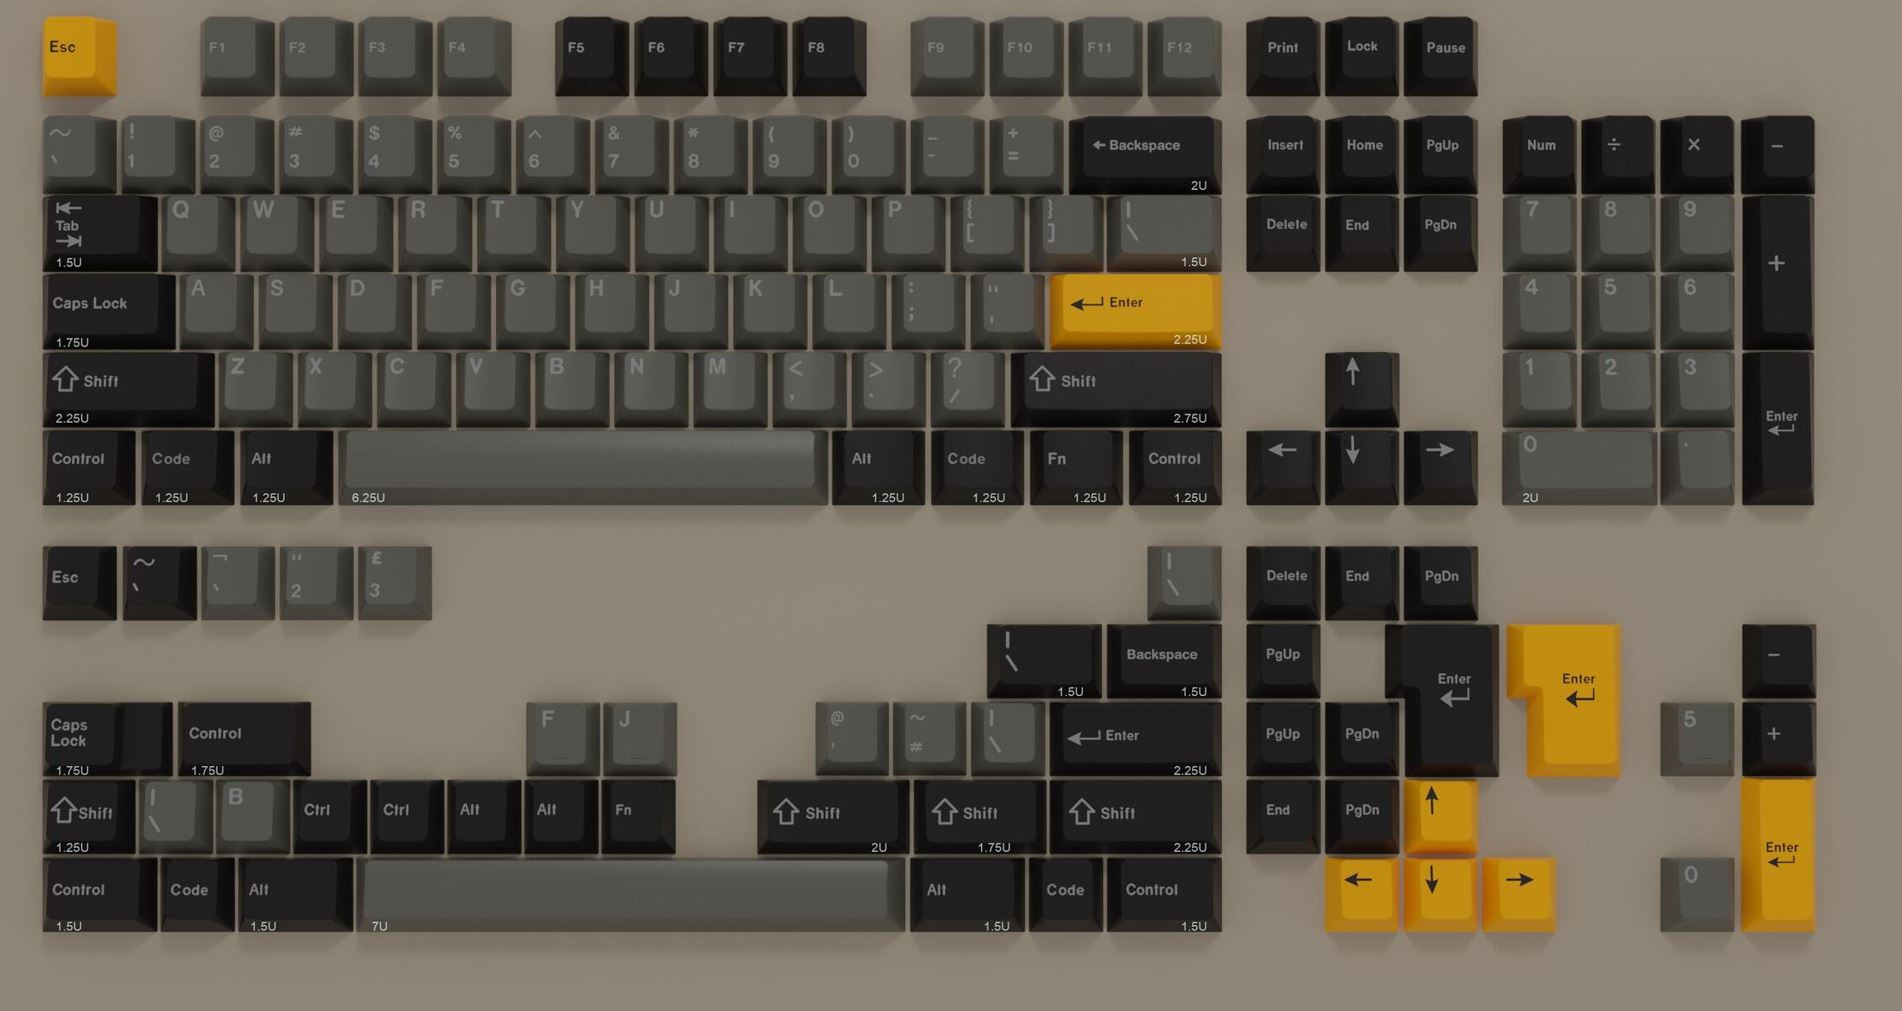 Esc F1 F2 F3 F4 F5 F6 F7 F8 F9 F10 F11 F12 Print Lock Pause
~ ! @ # $ % ^ & * ( ) _ +
` 1 2 3 4 5 6 7 8 9 0 - = ← Backspace Insert Home PgUp Num ÷ × −
2U
⇤ Q W E R T Y U I O P { } | 7 8 9
Tab [ ] \ Delete End PgDn +
⇥
1.5U 1.5U
Caps Lock A S D F G H J K L : " ↵ Enter 4 5 6
; '
1.75U 2.25U
⇧ Shift Z X C V B N M < > ? ⇧ Shift ↑ 1 2 3
, . / Enter ↵
2.25U 2.75U
Control Code Alt Alt Code Fn Control ← ↓ → 0 .
1.25U 1.25U 1.25U 6.25U 1.25U 1.25U 1.25U 1.25U 2U
Esc ~ ¬ " £ | Delete End PgDn
` ` 2 3 \
| Backspace PgUp Enter ↵ Enter ↵ −
\
1.5U 1.5U
Caps Control F J @ ~ | ↵ Enter PgUp PgDn 5 +
Lock ' # \
1.75U 1.75U 2.25U
⇧ Shift | B Ctrl Ctrl Alt Alt Fn ⇧ Shift ⇧ Shift ⇧ Shift End PgDn ↑
\ Enter ↵
1.25U 2U 1.75U 2.25U
Control Code Alt Alt Code Control ← ↓ → 0
1.5U 1.5U 7U 1.5U 1.5U